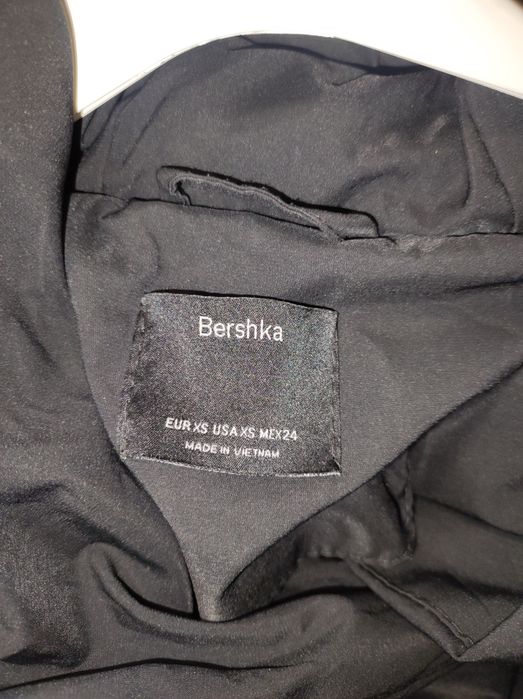 Bershka
EUR XS USA XS MEX 24
MADE IN VIETNAM